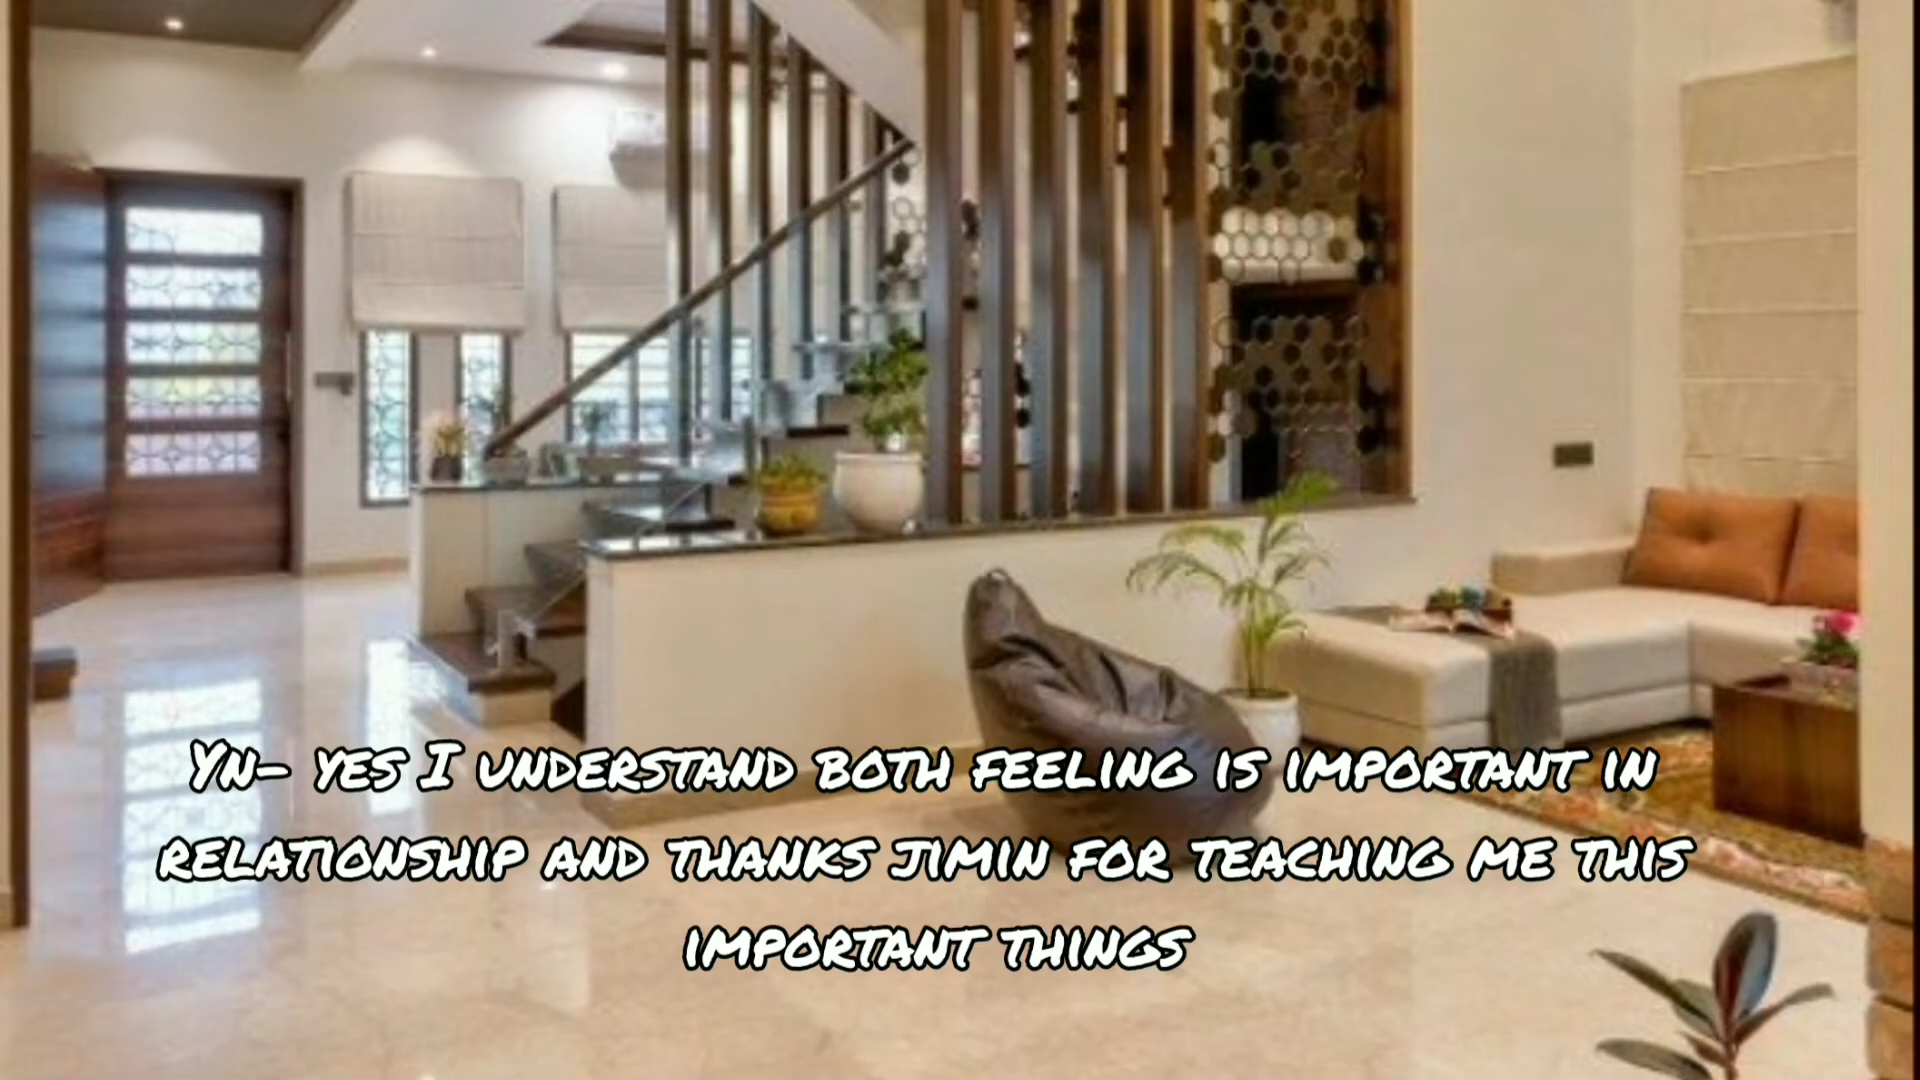 Yn- yes I understand both feeling is important in
relationship and thanks jimin for teaching me this
important things